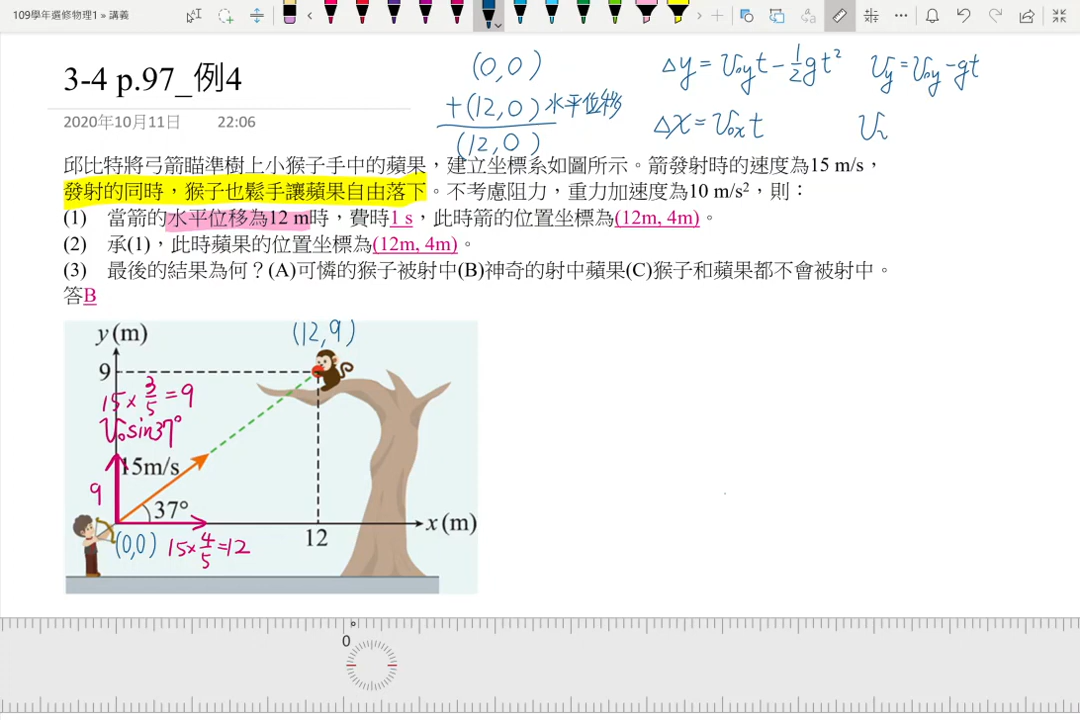 109學年選修物理1 » 講義
3-4 p.97_例4
2020年10月11日 22:06
(0,0)
+(12,0) 水平位移
(12,0)
Δy = V₀yt - 1/2 gt²
Vy = V₀y - gt
Δx = V₀x t
邱比特將弓箭瞄準樹上小猴子手中的蘋果，建立坐標系如圖所示。箭發射時的速度為15 m/s，
發射的同時，猴子也鬆手讓蘋果自由落下。不考慮阻力，重力加速度為10 m/s²，則：
(1) 當箭的水平位移為12 m時，費時1 s，此時箭的位置坐標為(12m, 4m)。
(2) 承(1)，此時蘋果的位置坐標為(12m, 4m)。
(3) 最後的結果為何？(A)可憐的猴子被射中(B)神奇的射中蘋果(C)猴子和蘋果都不會被射中。
答B
y (m)
(12,9)
9
15 × 3/5 = 9
V₀sin37°
15m/s
9
37°
x (m)
(0,0)
15 × 4/5 = 12
12
0